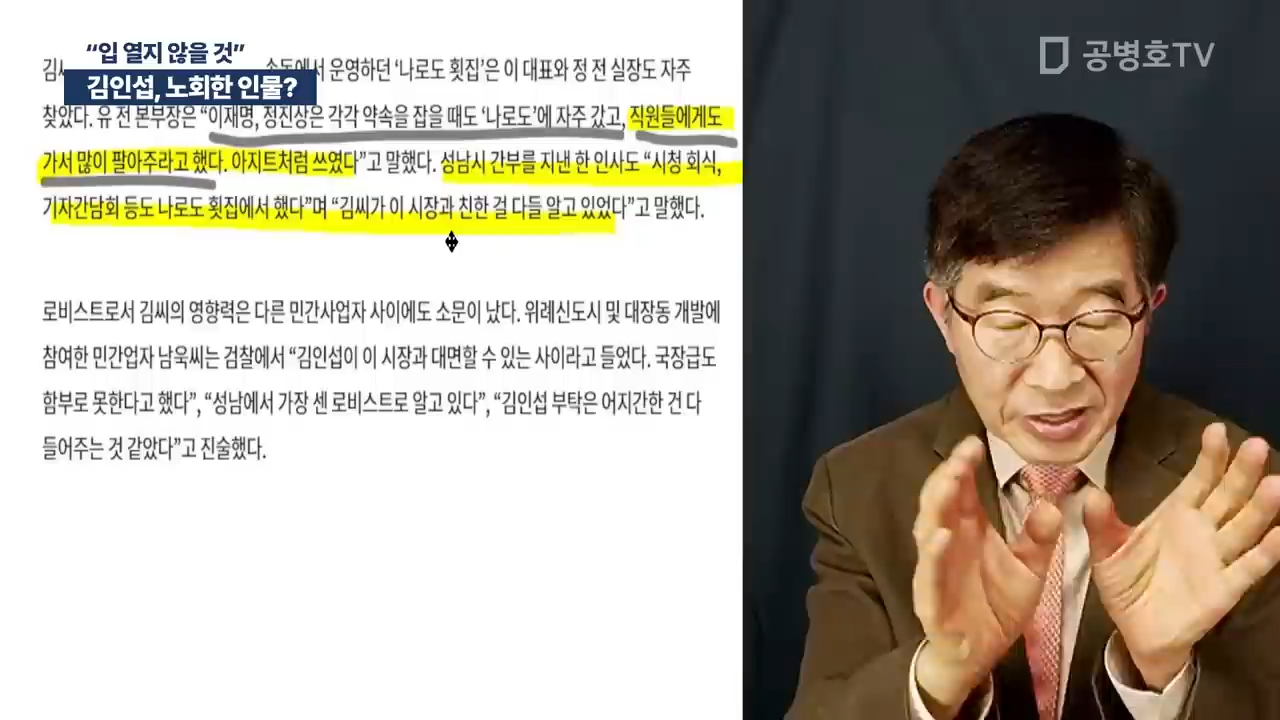 “입 열지 않을 것”
김인섭, 노회한 인물?
공병호TV
운영하던 ‘나로도 횟집’은 이 대표와 정 전 실장도 자주
찾았다. 유 전 본부장은 “이재명, 정진상은 각각 약속을 잡을 때도 ‘나로도’에 자주 갔고, 직원들에게도
가서 많이 팔아주라고 했다. 아지트처럼 쓰였다”고 말했다. 성남시 간부를 지낸 한 인사도 “시청 회식,
기자간담회 등도 나로도 횟집에서 했다”며 “김씨가 이 시장과 친한 걸 다들 알고 있었다”고 말했다.
로비스트로서 김씨의 영향력은 다른 민간사업자 사이에도 소문이 났다. 위례신도시 및 대장동 개발에
참여한 민간업자 남욱씨는 검찰에서 “김인섭이 이 시장과 대면할 수 있는 사이라고 들었다. 국장급도
함부로 못한다고 했다”, “성남에서 가장 센 로비스트로 알고 있다”, “김인섭 부탁은 어지간한 건 다
들어주는 것 같았다”고 진술했다.